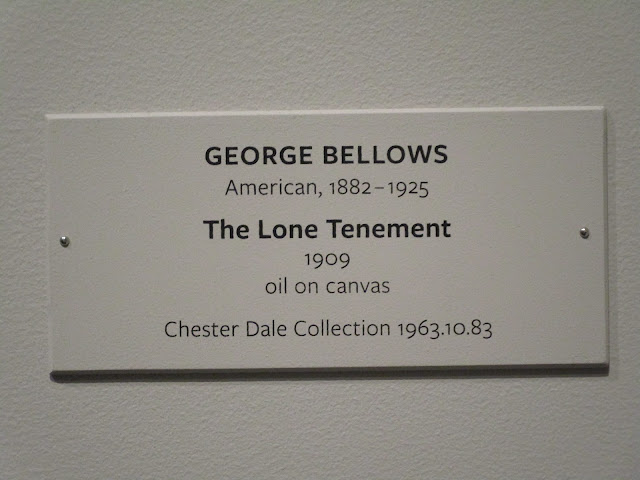 GEORGE BELLOWS
American, 1882–1925
The Lone Tenement
1909
oil on canvas
Chester Dale Collection 1963.10.83